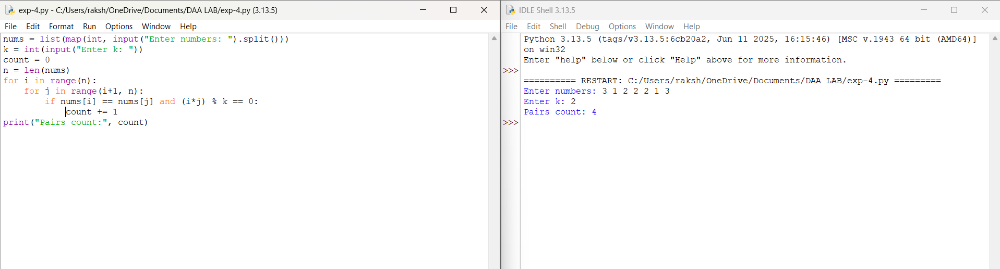 exp-4.py - C:/Users/raksh/OneDrive/Documents/DAA LAB/exp-4.py (3.13.5)
File Edit Format Run Options Window Help
nums = list(map(int, input("Enter numbers: ").split()))
k = int(input("Enter k: "))
count = 0
n = len(nums)
for i in range(n):
    for j in range(i+1, n):
        if nums[i] == nums[j] and (i*j) % k == 0:
            count += 1
print("Pairs count:", count)
IDLE Shell 3.13.5
File Edit Shell Debug Options Window Help
Python 3.13.5 (tags/v3.13.5:6cb20a2, Jun 11 2025, 16:15:46) [MSC v.1943 64 bit (AMD64)]
on win32
Enter "help" below or click "Help" above for more information.
>>>
========== RESTART: C:/Users/raksh/OneDrive/Documents/DAA LAB/exp-4.py =========
Enter numbers: 3 1 2 2 2 1 3
Enter k: 2
Pairs count: 4
>>>